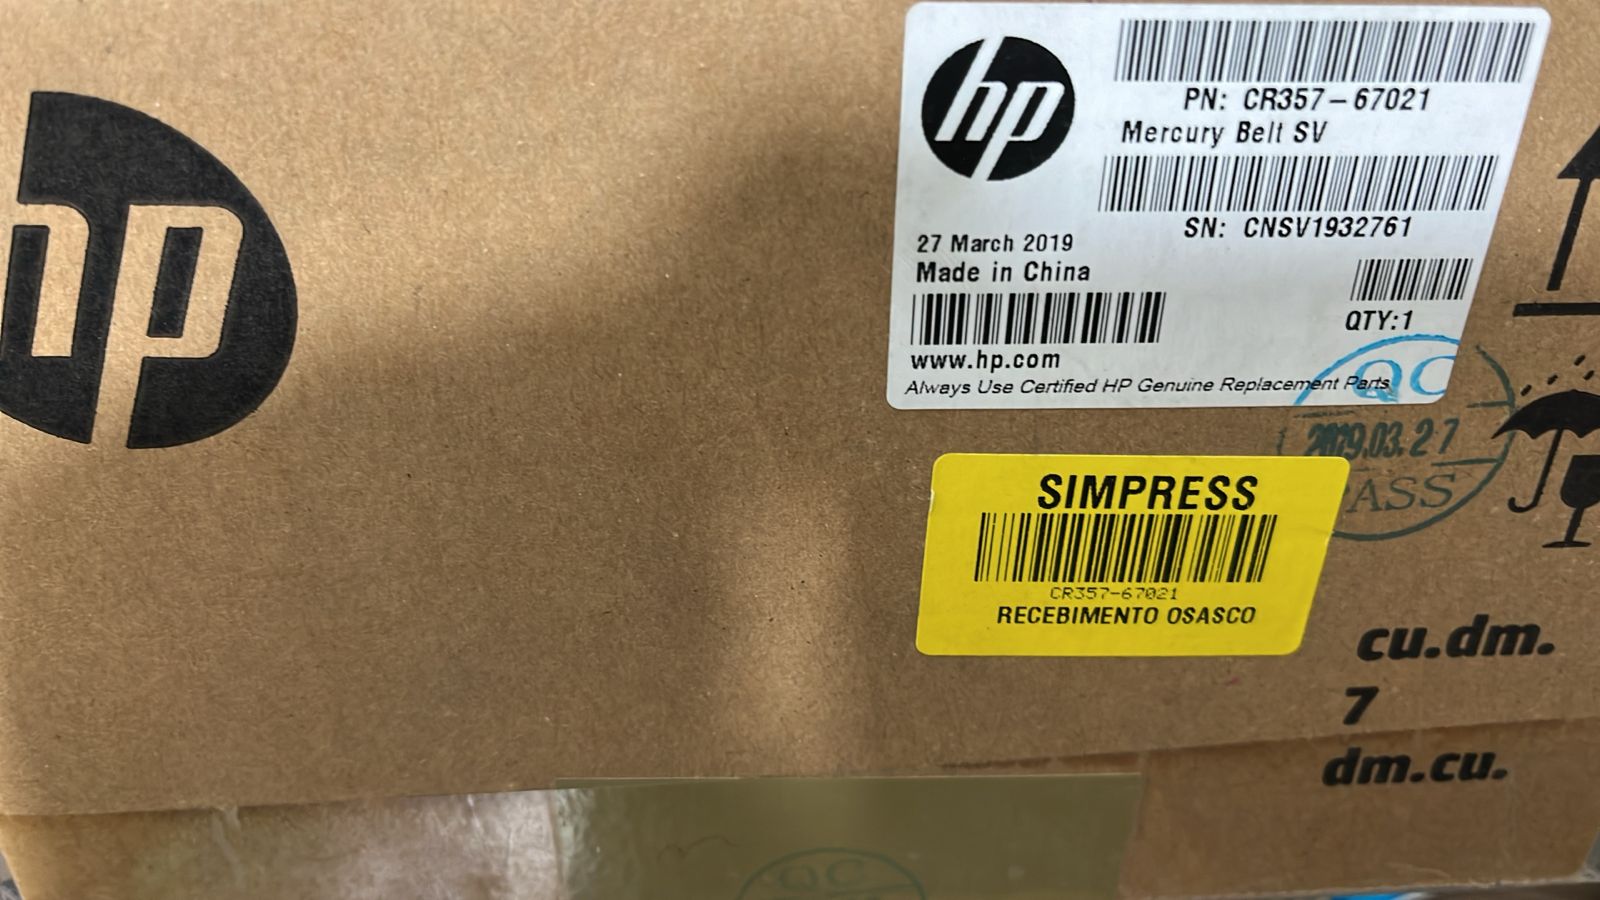 hp
hp
PN: CR357-67021
Mercury Belt SV
SN: CNSV1932761
27 March 2019
Made in China
QTY:1
www.hp.com
Always Use Certified HP Genuine Replacement Parts
QC
2019.03.27
PASS
SIMPRESS
CR357-67021
RECEBIMENTO OSASCO
cu.dm.
7
dm.cu.
QC